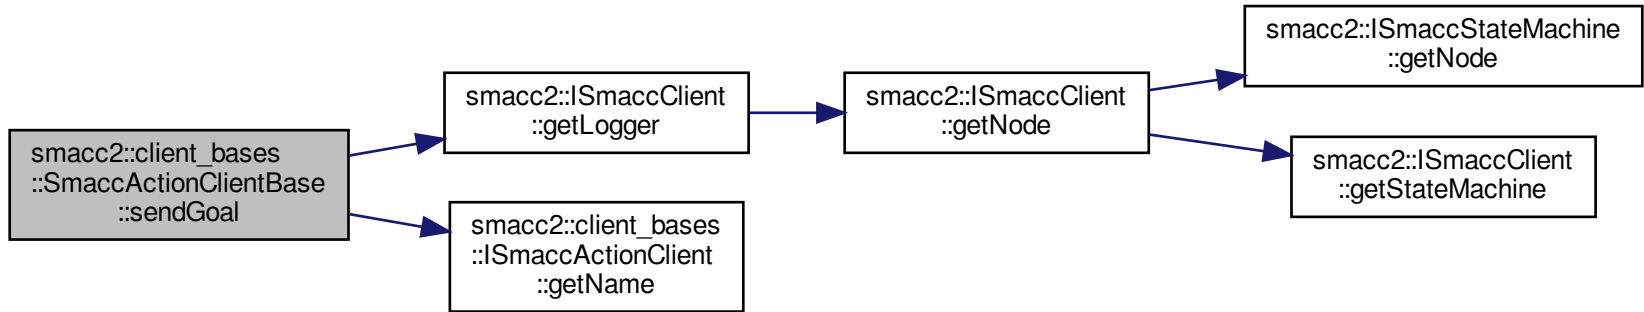 smacc2::client_bases
::SmaccActionClientBase
::sendGoal
smacc2::ISmaccClient
::getLogger
smacc2::client_bases
::ISmaccActionClient
::getName
smacc2::ISmaccClient
::getNode
smacc2::ISmaccStateMachine
::getNode
smacc2::ISmaccClient
::getStateMachine